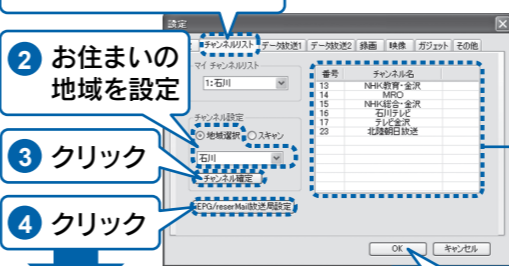 設定
チャンネルリスト データ放送1 データ放送2 録画 映像 ガジェット その他
2 お住まいの
地域を設定
マイ チャンネルリスト
1:石川
番号 チャンネル名
13 NHK教育・金沢
14 MRO
15 NHK総合・金沢
16 石川テレビ
17 テレビ金沢
23 北陸朝日放送
チャンネル設定
地域選択 スキャン
石川
3 クリック
チャンネル確定
4 クリック
EPG/reserMail放送局設定
OK キャンセル